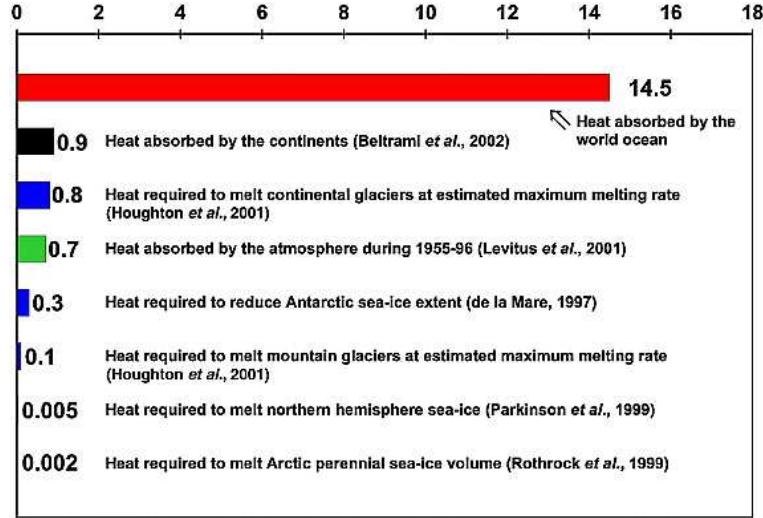 0 2 4 6 8 10 12 14 16 18
14.5
Heat absorbed by the
world ocean
0.9 Heat absorbed by the continents (Beltrami et al., 2002)
0.8 Heat required to melt continental glaciers at estimated maximum melting rate
(Houghton et al., 2001)
0.7 Heat absorbed by the atmosphere during 1955-96 (Levitus et al., 2001)
0.3 Heat required to reduce Antarctic sea-ice extent (de la Mare, 1997)
0.1 Heat required to melt mountain glaciers at estimated maximum melting rate
(Houghton et al., 2001)
0.005 Heat required to melt northern hemisphere sea-ice (Parkinson et al., 1999)
0.002 Heat required to melt Arctic perennial sea-ice volume (Rothrock et al., 1999)